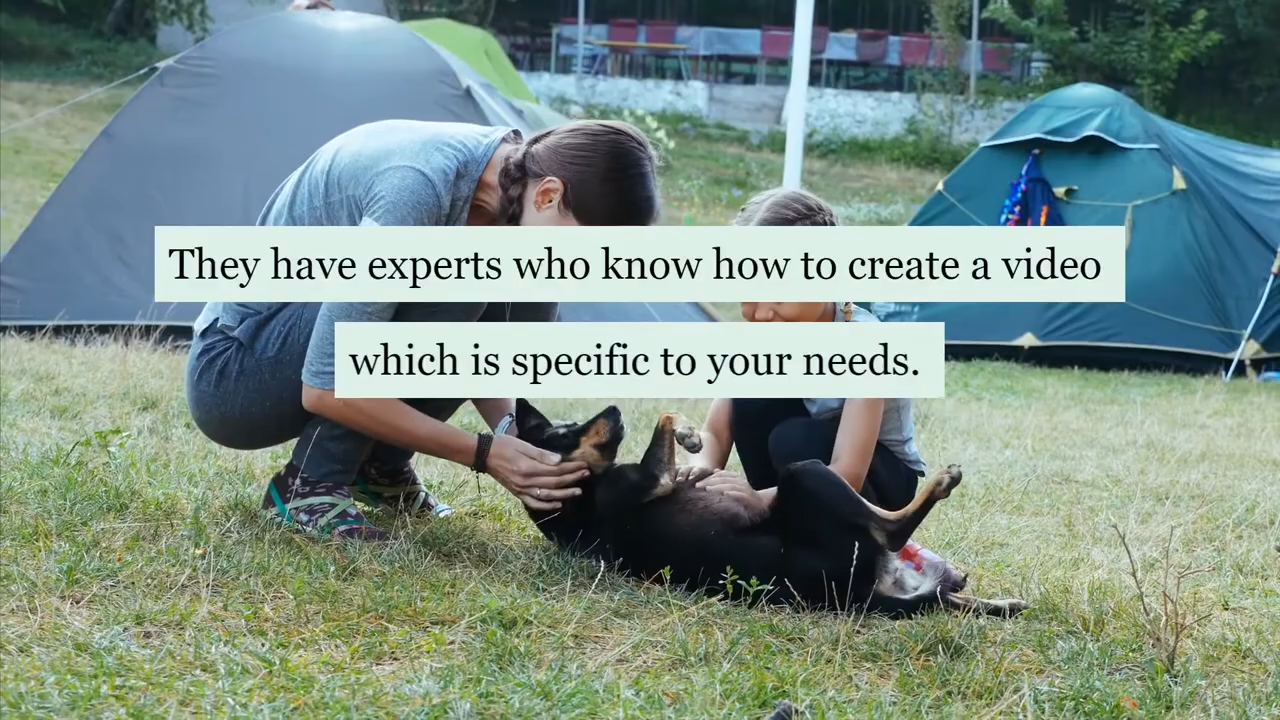 They have experts who know how to create a video
which is specific to your needs.